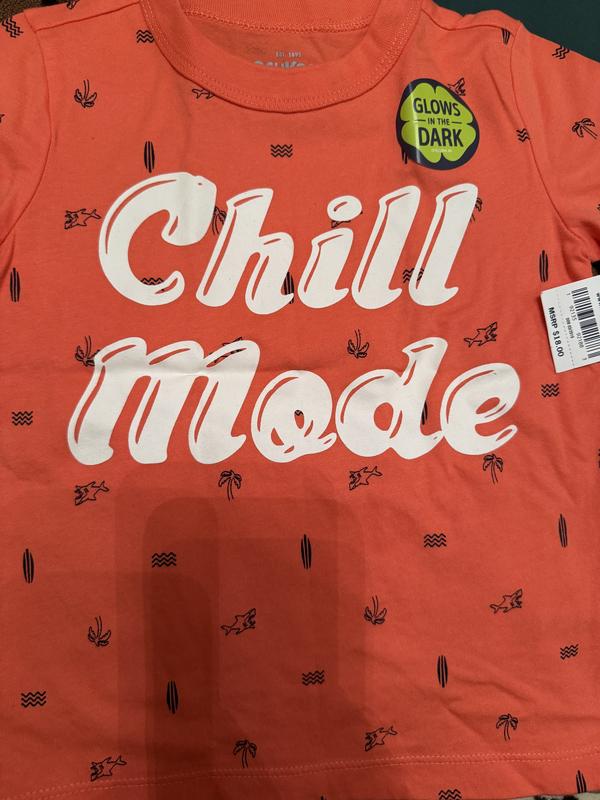 EST. 1895
GLOWS
IN THE
DARK
Chill
Mode
MSRP $18.00